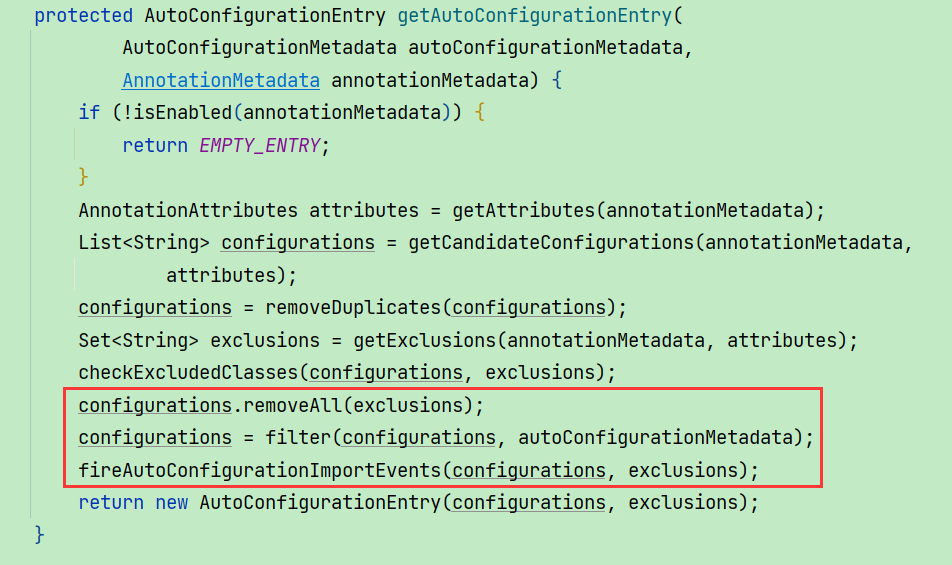 protected AutoConfigurationEntry getAutoConfigurationEntry(
AutoConfigurationMetadata autoConfigurationMetadata,
AnnotationMetadata annotationMetadata) {
if (!isEnabled(annotationMetadata)) {
return EMPTY_ENTRY;
}
AnnotationAttributes attributes = getAttributes(annotationMetadata);
List<String> configurations = getCandidateConfigurations(annotationMetadata,
attributes);
configurations = removeDuplicates(configurations);
Set<String> exclusions = getExclusions(annotationMetadata, attributes);
checkExcludedClasses(configurations, exclusions);
configurations.removeAll(exclusions);
configurations = filter(configurations, autoConfigurationMetadata);
fireAutoConfigurationImportEvents(configurations, exclusions);
return new AutoConfigurationEntry(configurations, exclusions);
}